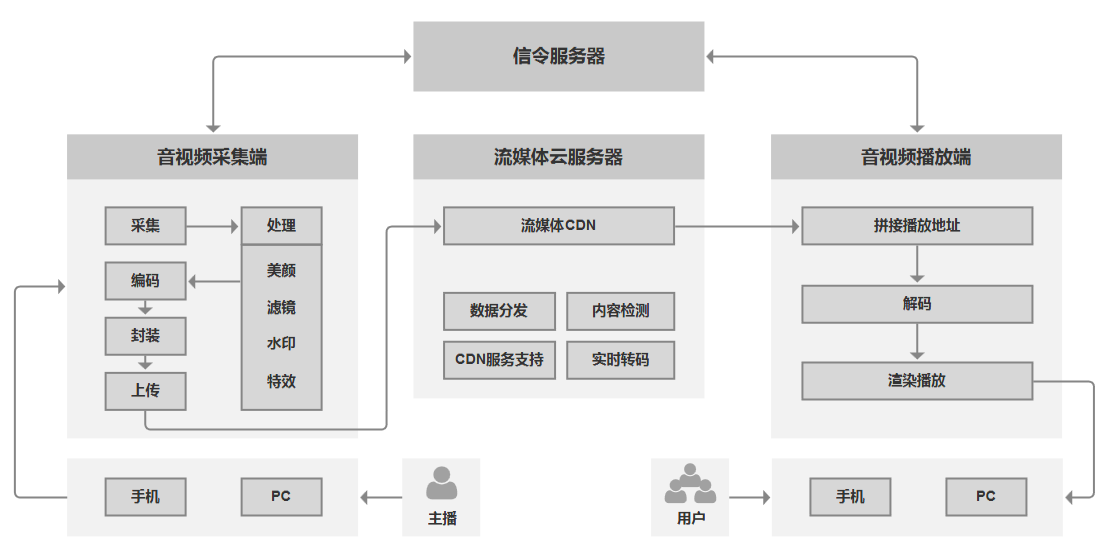 信令服务器
音视频采集端
采集
处理
美颜
滤镜
水印
特效
编码
封装
上传
流媒体云服务器
流媒体CDN
数据分发
内容检测
CDN服务支持
实时转码
音视频播放端
拼接播放地址
解码
渲染播放
手机
PC
主播
用户
手机
PC